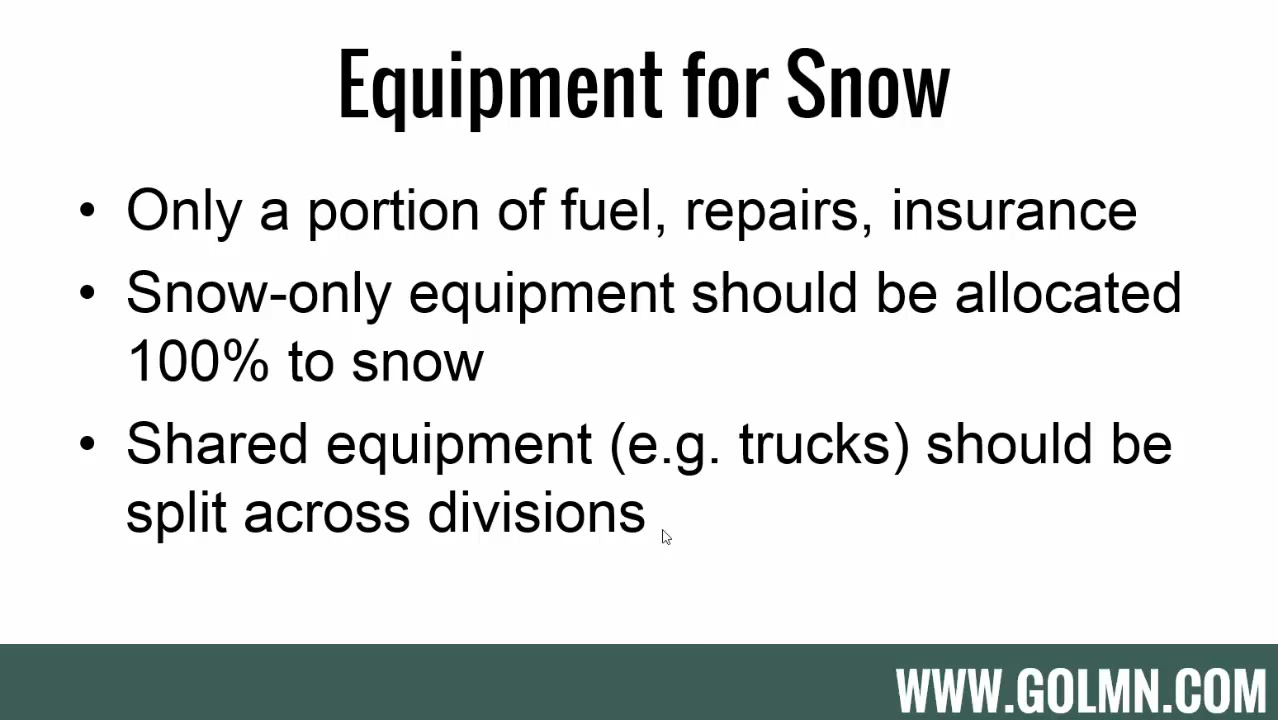 Equipment for Snow
• Only a portion of fuel, repairs, insurance
• Snow-only equipment should be allocated
100% to snow
• Shared equipment (e.g. trucks) should be
split across divisions
WWW.GOLMN.COM